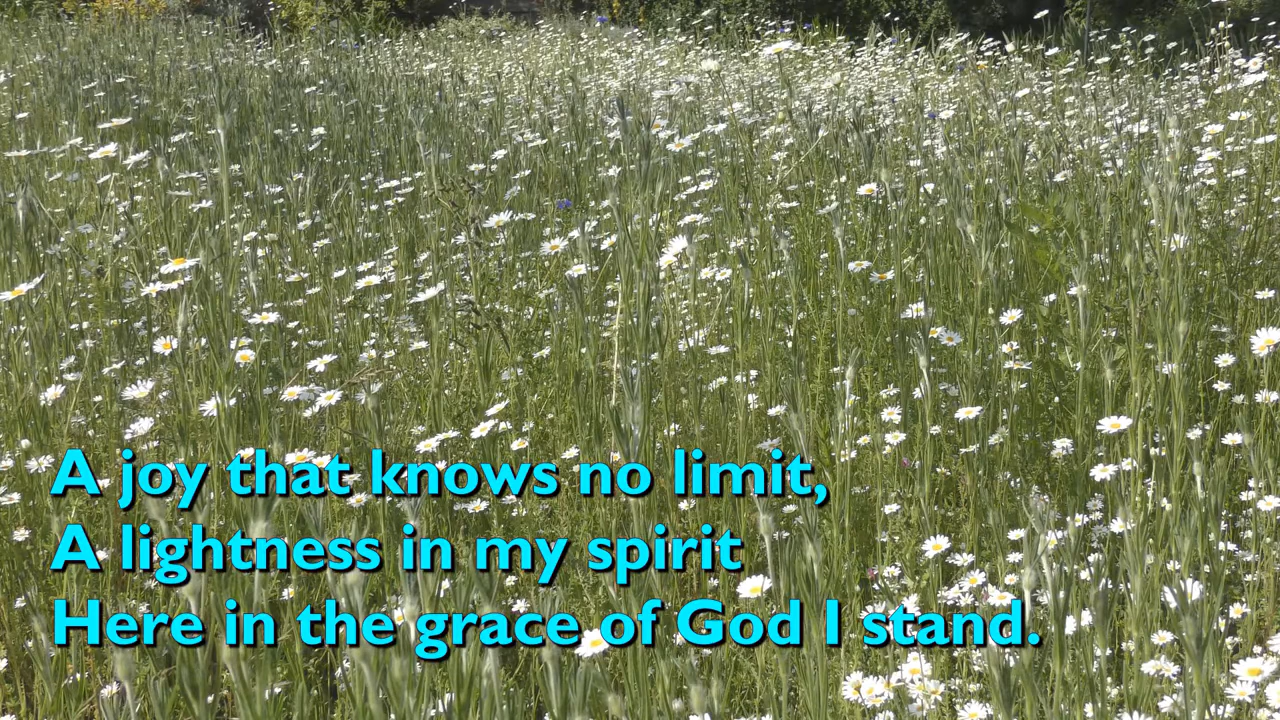 A joy that knows no limit,
A lightness in my spirit
Here in the grace of God I stand.